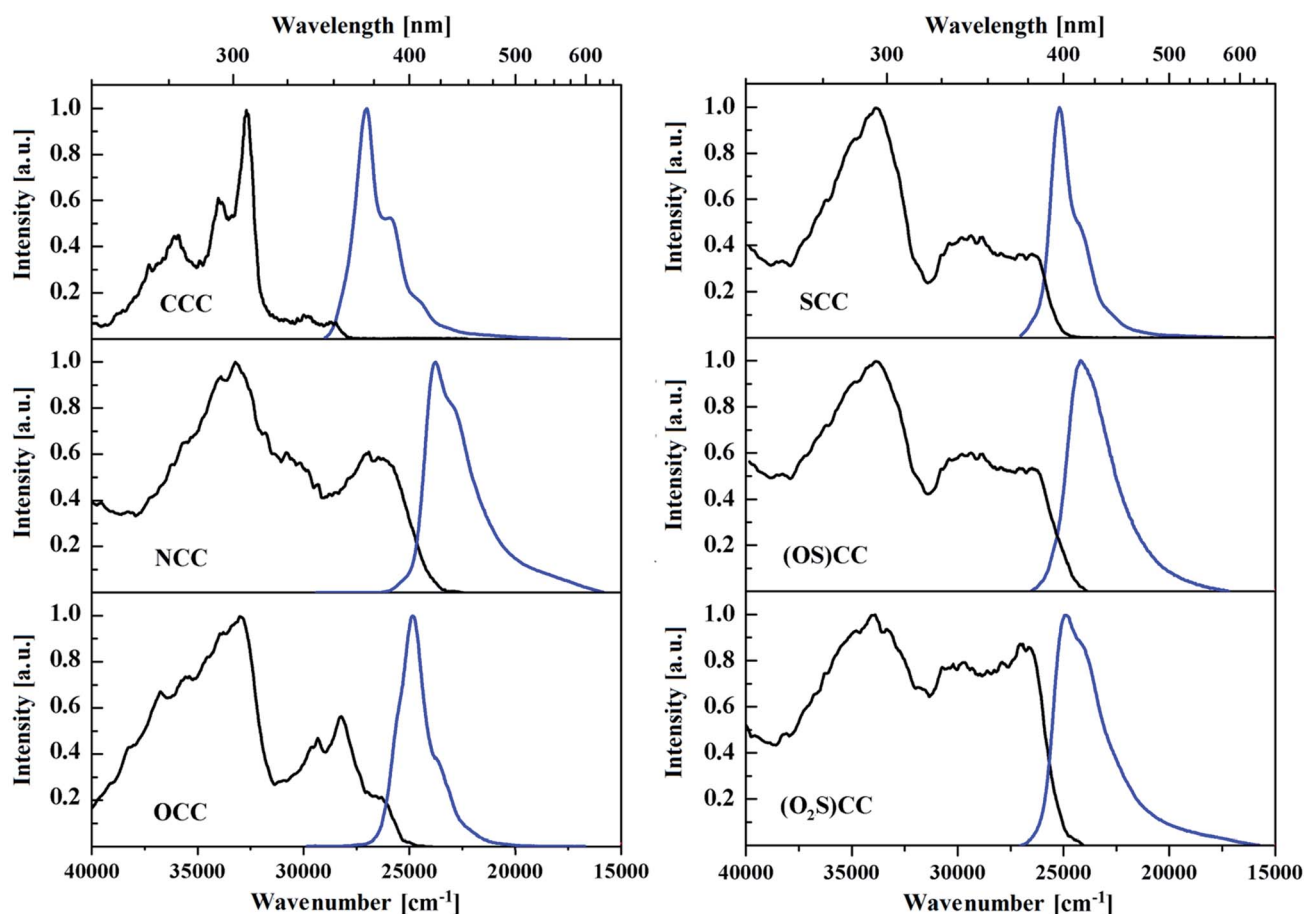 Wavelength [nm]
300 400 500 600
Intensity [a.u.]
1.0
0.8
0.6
0.4
0.2
CCC
Intensity [a.u.]
1.0
0.8
0.6
0.4
0.2
NCC
Intensity [a.u.]
1.0
0.8
0.6
0.4
0.2
OCC
40000 35000 30000 25000 20000 15000
Wavenumber [cm⁻¹]
Wavelength [nm]
300 400 500 600
Intensity [a.u.]
1.0
0.8
0.6
0.4
0.2
SCC
Intensity [a.u.]
1.0
0.8
0.6
0.4
0.2
(OS)CC
Intensity [a.u.]
1.0
0.8
0.6
0.4
0.2
(O₂S)CC
40000 35000 30000 25000 20000 15000
Wavenumber [cm⁻¹]